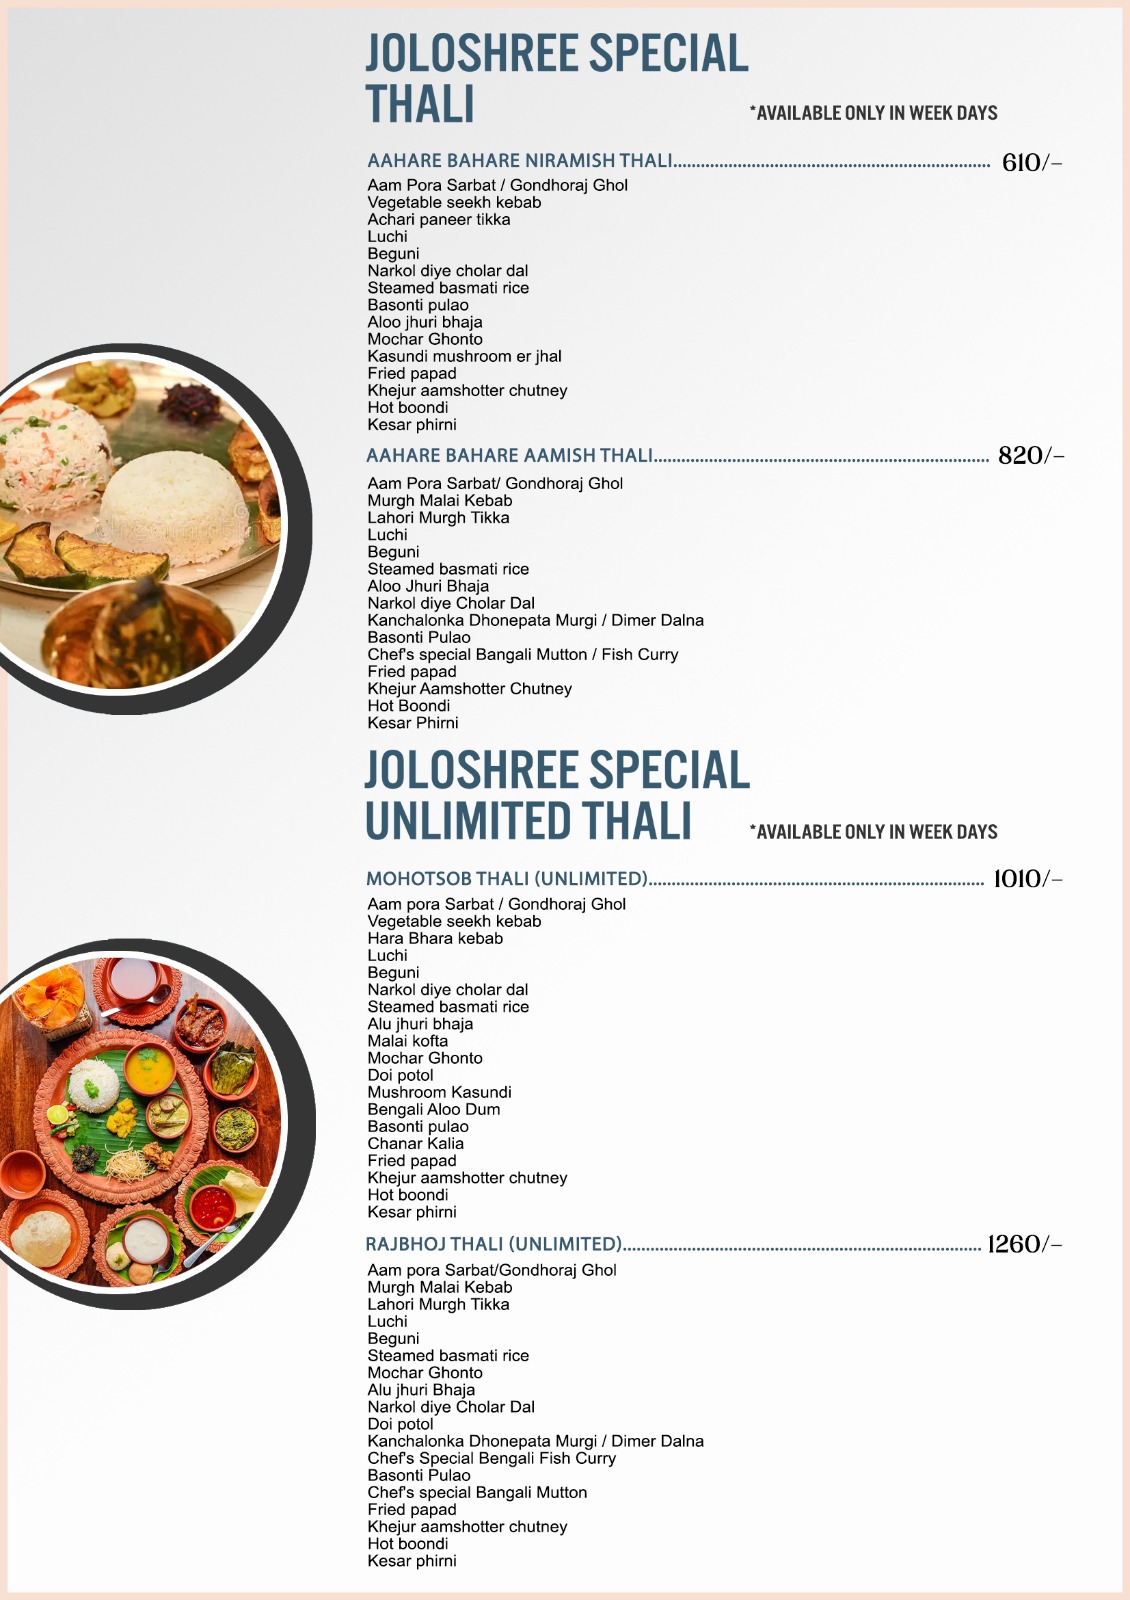 JOLOSHREE SPECIAL
THALI
*AVAILABLE ONLY IN WEEK DAYS
AAHARE BAHARE NIRAMISH THALI 610/–
Aam Pora Sarbat / Gondhoraj Ghol
Vegetable seekh kebab
Achari paneer tikka
Luchi
Beguni
Narkol diye cholar dal
Steamed basmati rice
Basonti pulao
Aloo jhuri bhaja
Mochar Ghonto
Kasundi mushroom er jhal
Fried papad
Khejur aamshotter chutney
Hot boondi
Kesar phirni
AAHARE BAHARE AAMISH THALI 820/–
Aam Pora Sarbat/ Gondhoraj Ghol
Murgh Malai Kebab
Lahori Murgh Tikka
Luchi
Beguni
Steamed basmati rice
Aloo Jhuri Bhaja
Narkol diye Cholar Dal
Kanchalonka Dhonepata Murgi / Dimer Dalna
Basonti Pulao
Chef's special Bangali Mutton / Fish Curry
Fried papad
Khejur Aamshotter Chutney
Hot Boondi
Kesar Phirni
JOLOSHREE SPECIAL
UNLIMITED THALI
*AVAILABLE ONLY IN WEEK DAYS
MOHOTSOB THALI (UNLIMITED) 1010/–
Aam pora Sarbat / Gondhoraj Ghol
Vegetable seekh kebab
Hara Bhara kebab
Luchi
Beguni
Narkol diye cholar dal
Steamed basmati rice
Alu jhuri bhaja
Malai kofta
Mochar Ghonto
Doi potol
Mushroom Kasundi
Bengali Aloo Dum
Basonti pulao
Chanar Kalia
Fried papad
Khejur aamshotter chutney
Hot boondi
Kesar phirni
RAJBHOJ THALI (UNLIMITED) 1260/–
Aam pora Sarbat/Gondhoraj Ghol
Murgh Malai Kebab
Lahori Murgh Tikka
Luchi
Beguni
Steamed basmati rice
Mochar Ghonto
Alu jhuri Bhaja
Narkol diye Cholar Dal
Doi potol
Kanchalonka Dhonepata Murgi / Dimer Dalna
Chef's Special Bengali Fish Curry
Basonti Pulao
Chef's special Bangali Mutton
Fried papad
Khejur aamshotter chutney
Hot boondi
Kesar phirni